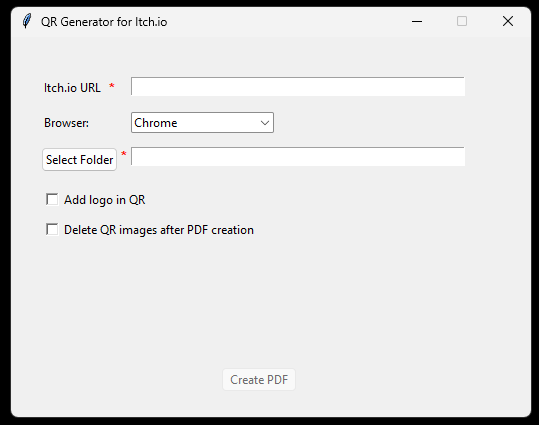 QR Generator for Itch.io
Itch.io URL *
Browser: Chrome
Select Folder *
Add logo in QR
Delete QR images after PDF creation
Create PDF